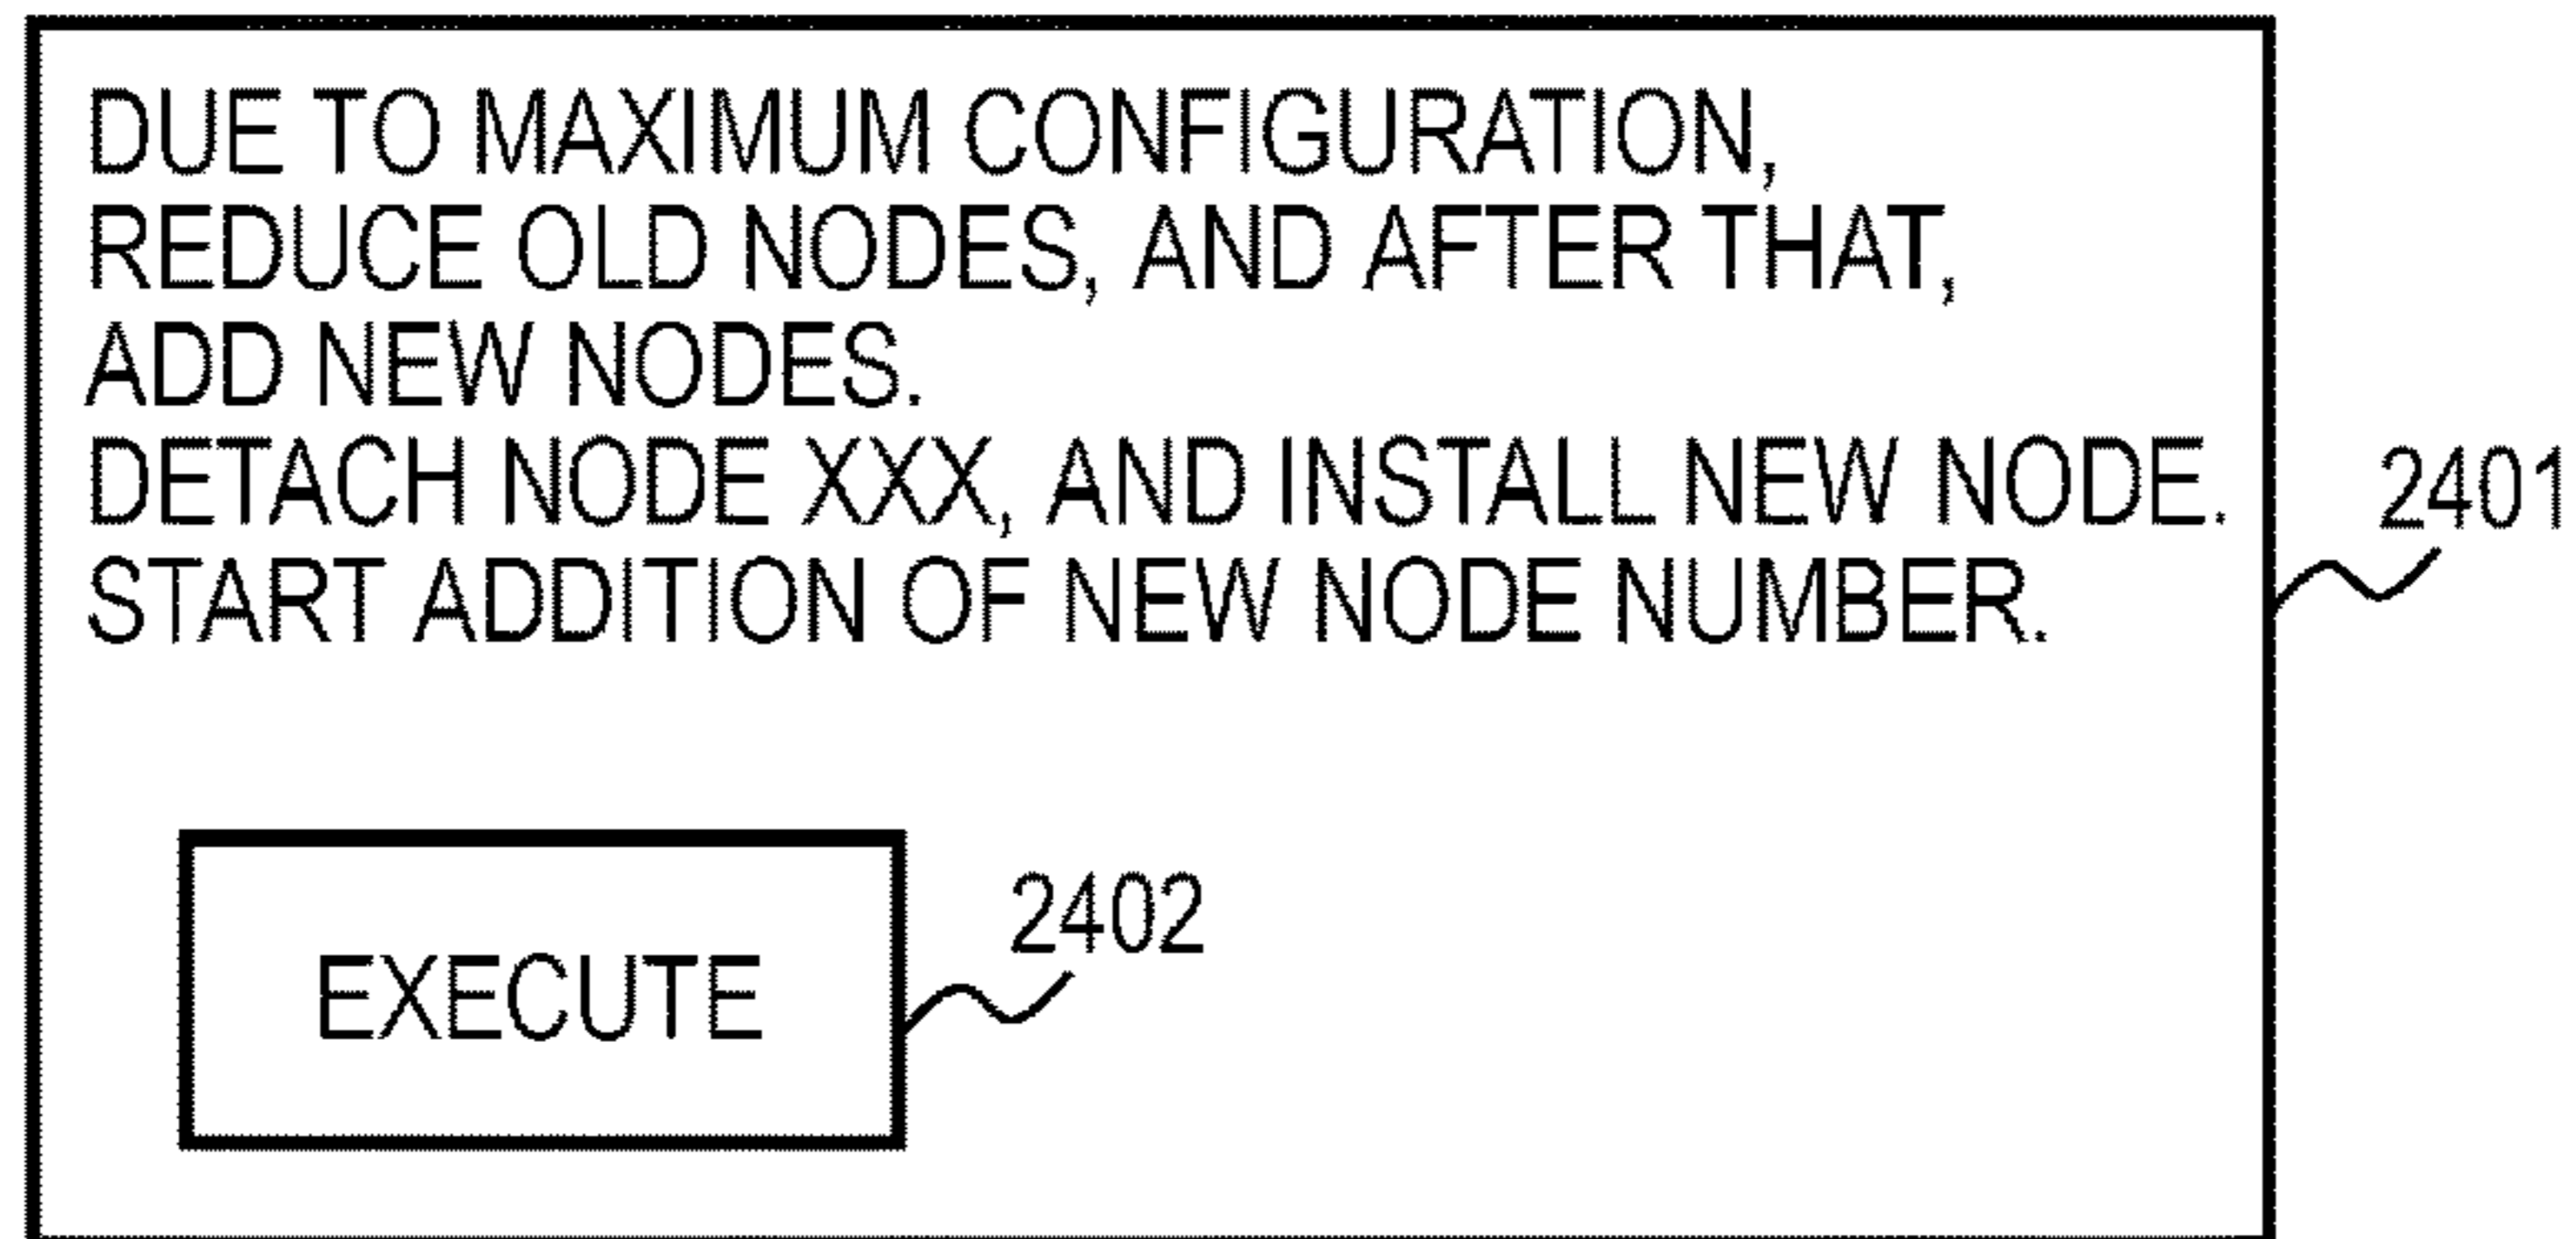 DUE TO MAXIMUM CONFIGURATION,
REDUCE OLD NODES, AND AFTER THAT,
ADD NEW NODES.
DETACH NODE XXX, AND INSTALL NEW NODE.
START ADDITION OF NEW NODE NUMBER.
2401
2402
EXECUTE